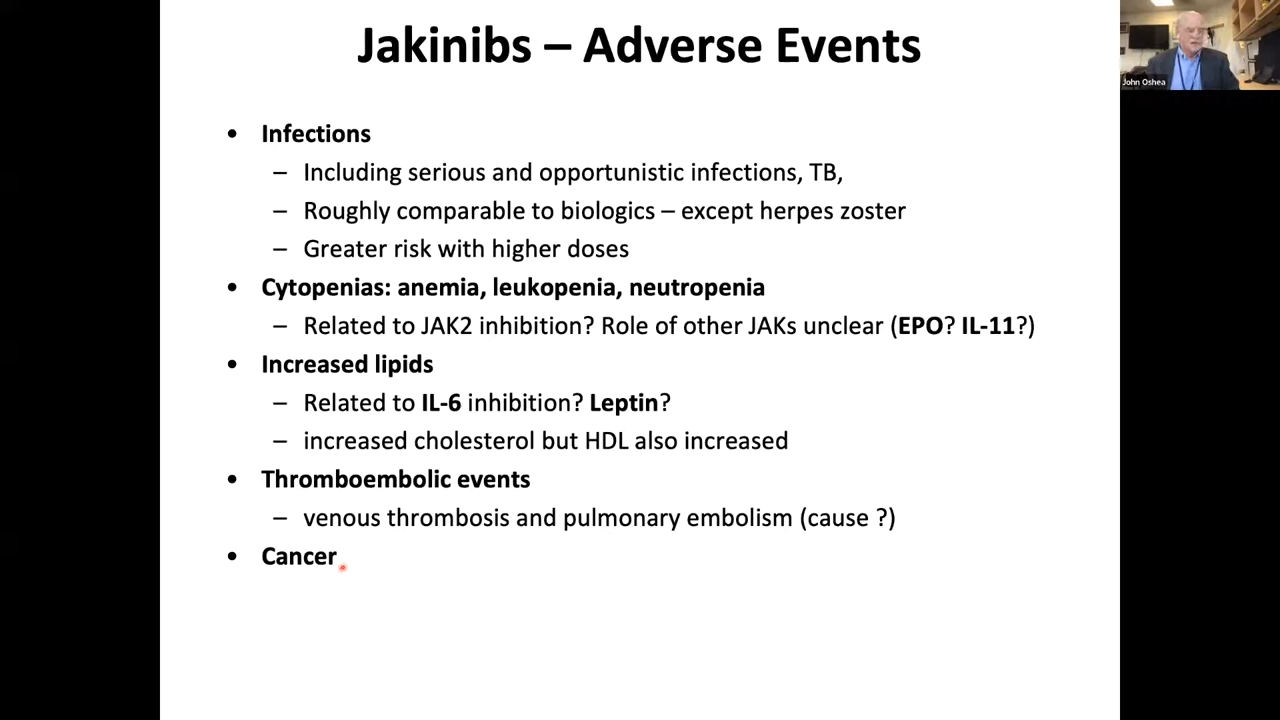 Jakinibs – Adverse Events
John Oshea
• Infections
– Including serious and opportunistic infections, TB,
– Roughly comparable to biologics – except herpes zoster
– Greater risk with higher doses
• Cytopenias: anemia, leukopenia, neutropenia
– Related to JAK2 inhibition? Role of other JAKs unclear (EPO? IL-11?)
• Increased lipids
– Related to IL-6 inhibition? Leptin?
– increased cholesterol but HDL also increased
• Thromboembolic events
– venous thrombosis and pulmonary embolism (cause ?)
• Cancer